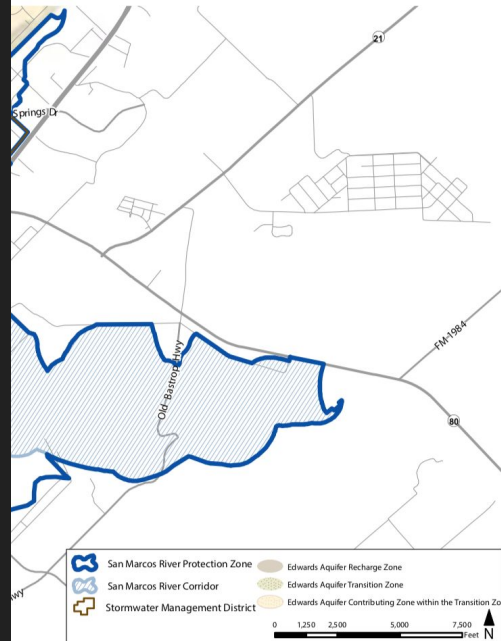 21
Springs Dr
FM-1984
Old Bastrop Hwy
80
wy
San Marcos River Protection Zone
San Marcos River Corridor
Stormwater Management District
Edwards Aquifer Recharge Zone
Edwards Aquifer Transition Zone
Edwards Aquifer Contributing Zone within the Transition Zo
0 1,250 2,500 5,000 7,500
Feet
N